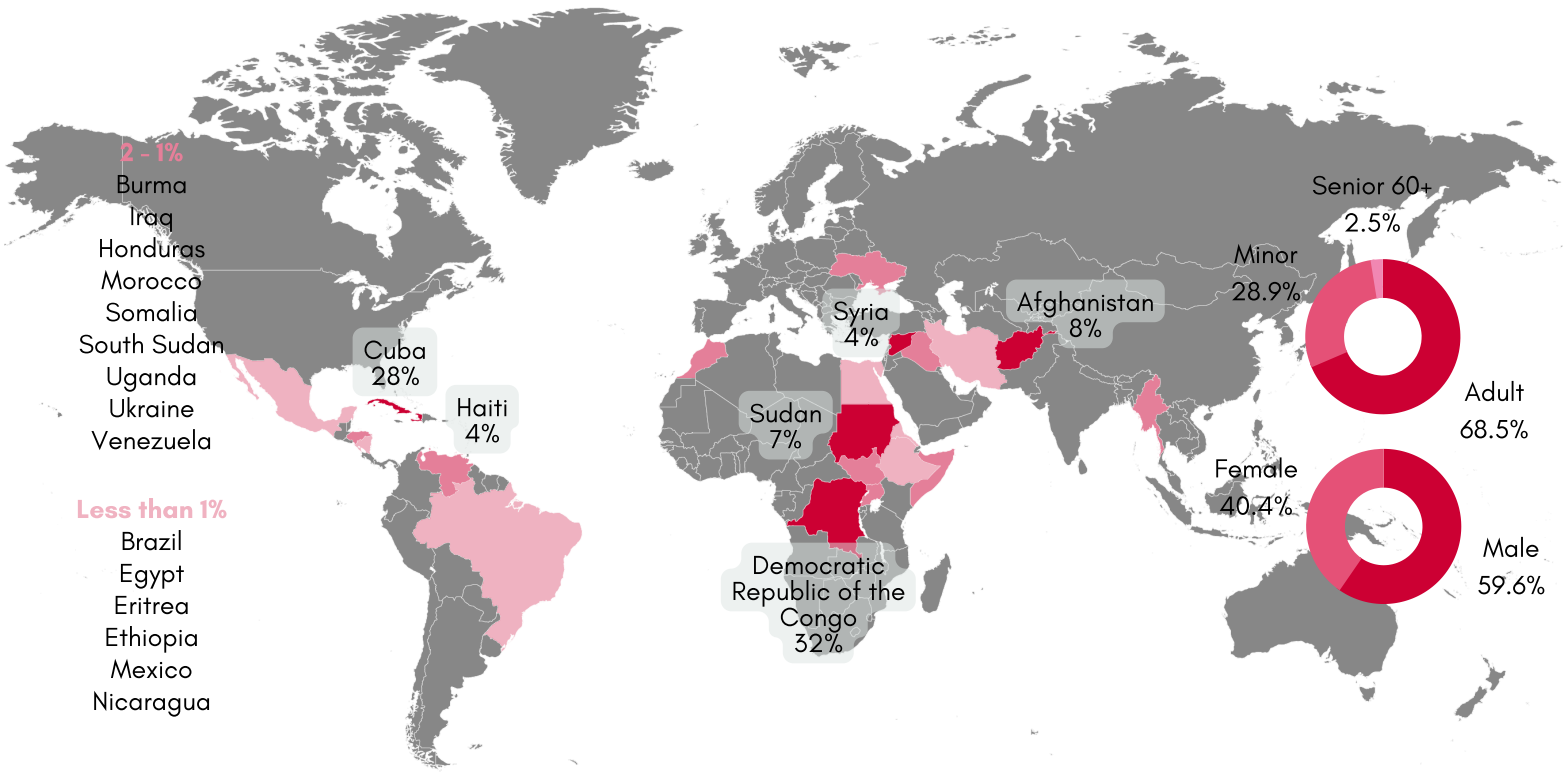 2 - 1%
Burma
Iraq
Honduras
Morocco
Somalia
South Sudan
Uganda
Ukraine
Venezuela
Less than 1%
Brazil
Egypt
Eritrea
Ethiopia
Mexico
Nicaragua
Cuba
28%
Haiti
4%
Syria
4%
Afghanistan
8%
Sudan
7%
Democratic
Republic of the
Congo
32%
Senior 60+
2.5%
Minor
28.9%
Adult
68.5%
Female
40.4%
Male
59.6%